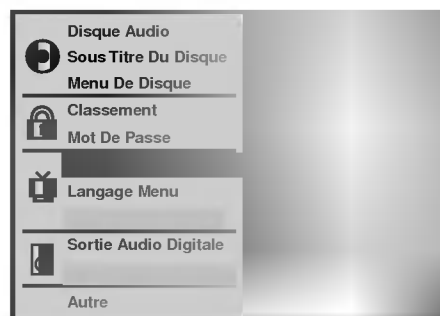 Disque Audio
Sous Titre Du Disque
Menu De Disque
Classement
Mot De Passe
Langage Menu
Sortie Audio Digitale
Autre